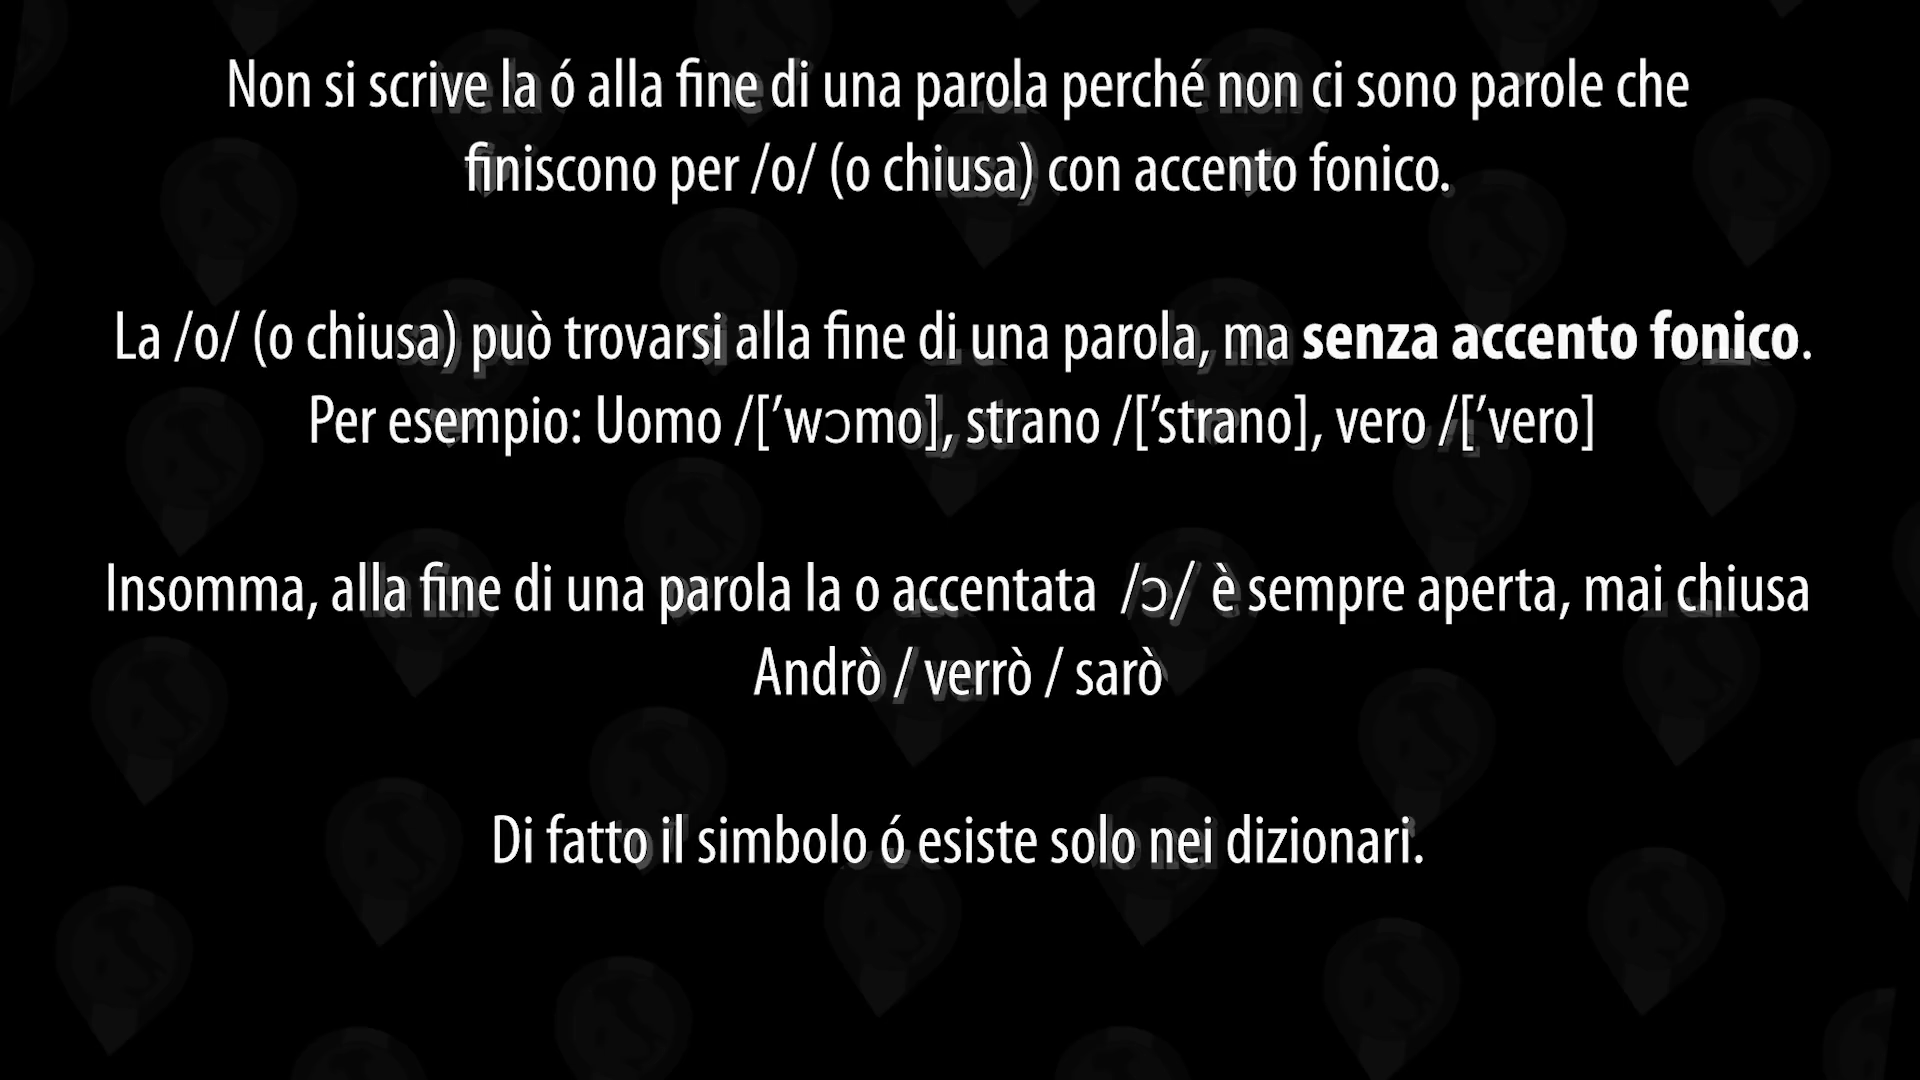 Non si scrive la ó alla fine di una parola perché non ci sono parole che
finiscono per /o/ (o chiusa) con accento fonico.
La /o/ (o chiusa) può trovarsi alla fine di una parola, ma senza accento fonico.
Per esempio: Uomo /[’wɔmo], strano /[’strano], vero /[’vero]
Insomma, alla fine di una parola la o accentata /ɔ/ è sempre aperta, mai chiusa
Andrò / verrò / sarò
Di fatto il simbolo ó esiste solo nei dizionari.